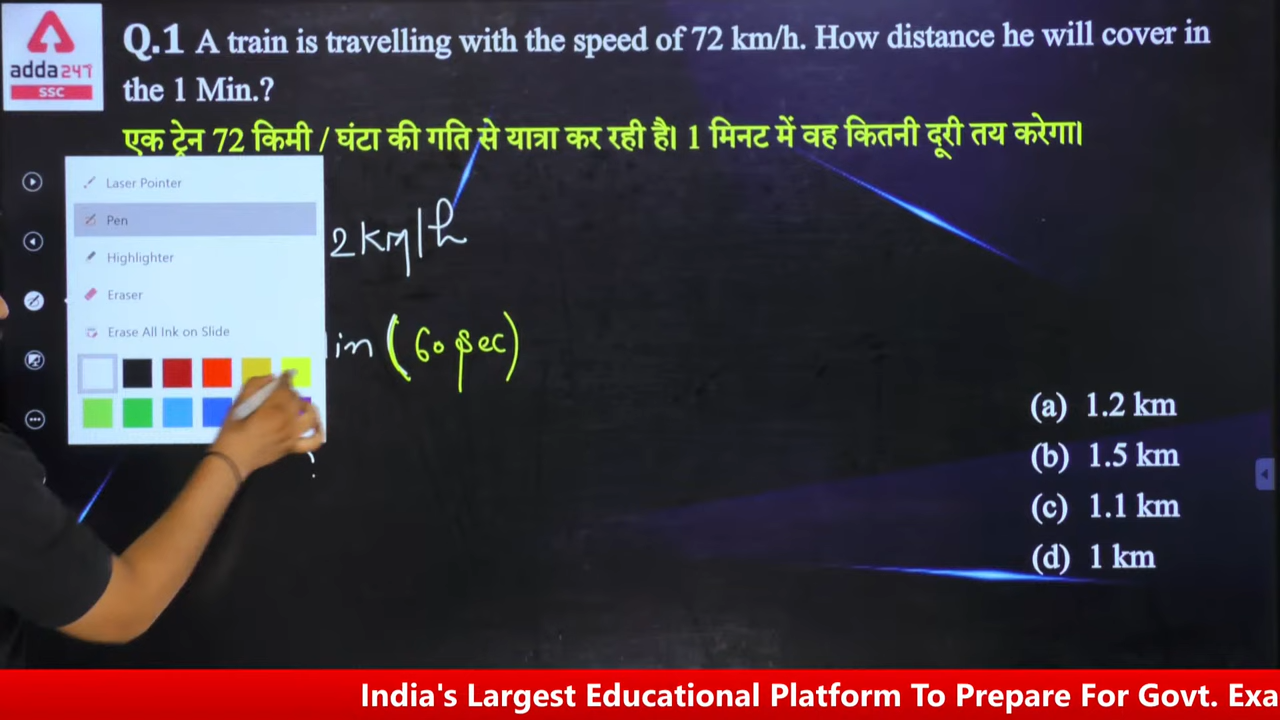 adda247
SSC
Q.1 A train is travelling with the speed of 72 km/h. How distance he will cover in
the 1 Min.?
एक ट्रेन 72 किमी / घंटा की गति से यात्रा कर रही है। 1 मिनट में वह कितनी दूरी तय करेगा।
Laser Pointer
Pen
Highlighter
Eraser
Erase All Ink on Slide
2 km/h
in (60 sec)
?
(a) 1.2 km
(b) 1.5 km
(c) 1.1 km
(d) 1 km
India's Largest Educational Platform To Prepare For Govt. Exa